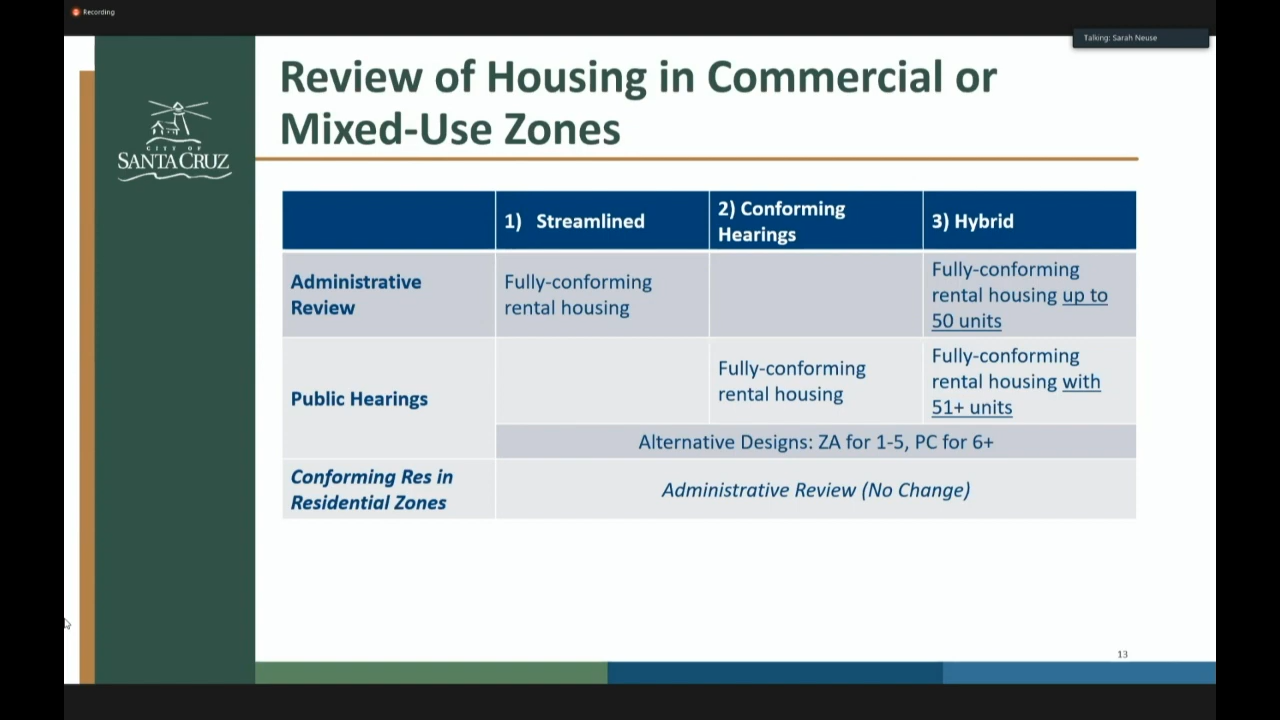 Recording
Talking: Sarah Neuse
Review of Housing in Commercial or
Mixed-Use Zones
CITY OF
SANTA CRUZ
1) Streamlined
2) Conforming
Hearings
3) Hybrid
Administrative
Review
Fully-conforming
rental housing
Fully-conforming
rental housing up to
50 units
Public Hearings
Fully-conforming
rental housing
Fully-conforming
rental housing with
51+ units
Alternative Designs: ZA for 1-5, PC for 6+
Conforming Res in
Residential Zones
Administrative Review (No Change)
13